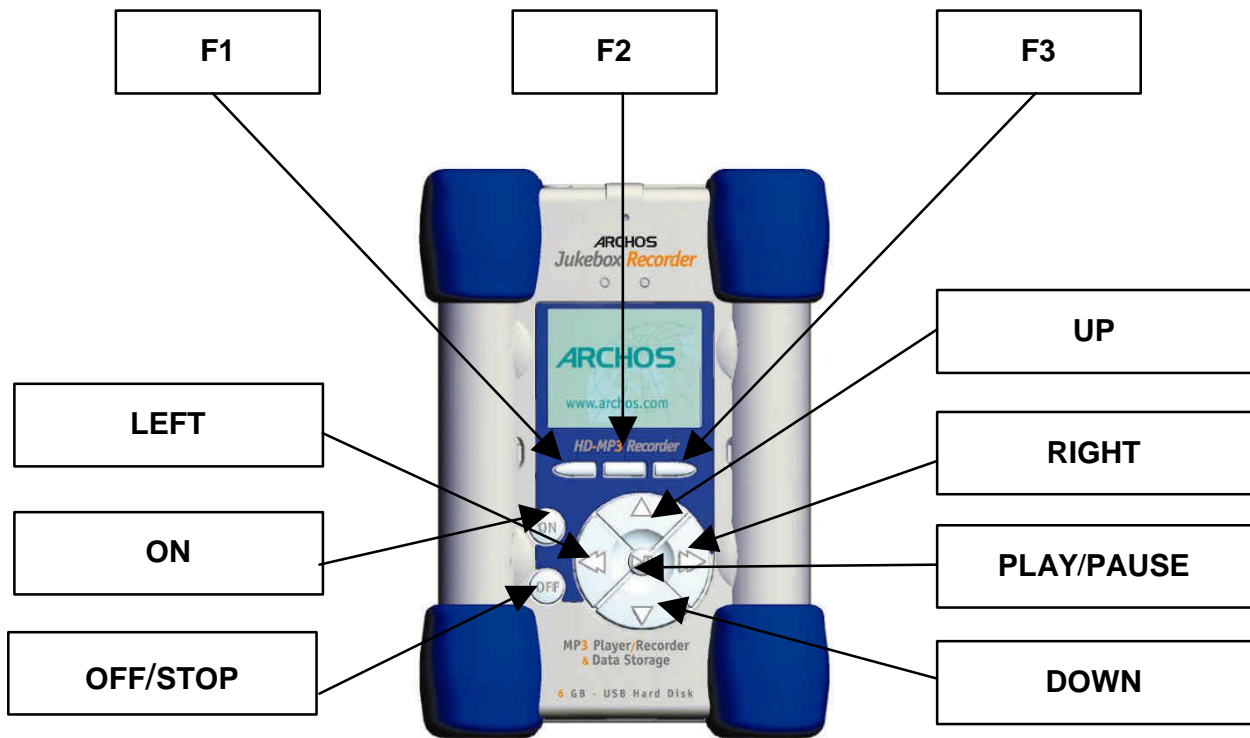 F1
F2
F3
ARCHOS
Jukebox Recorder
ARCHOS
www.archos.com
UP
LEFT
HD-MP3 Recorder
RIGHT
ON
ON
PLAY/PAUSE
OFF
OFF/STOP
MP3 Player/Recorder
& Data Storage
DOWN
6 GB - USB Hard Disk